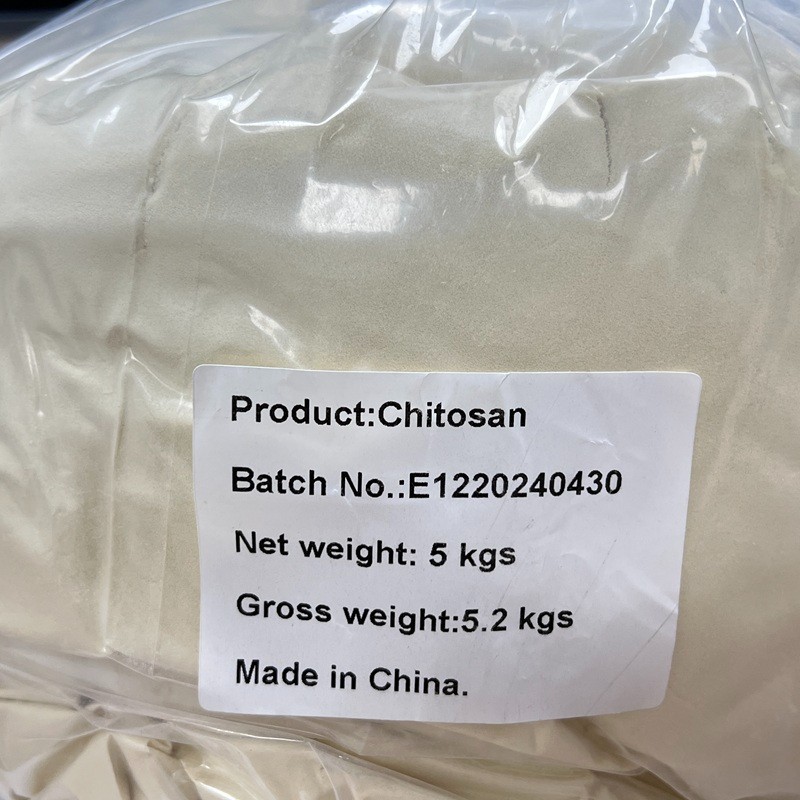 Product:Chitosan
Batch No.:E1220240430
Net weight: 5 kgs
Gross weight:5.2 kgs
Made in China.